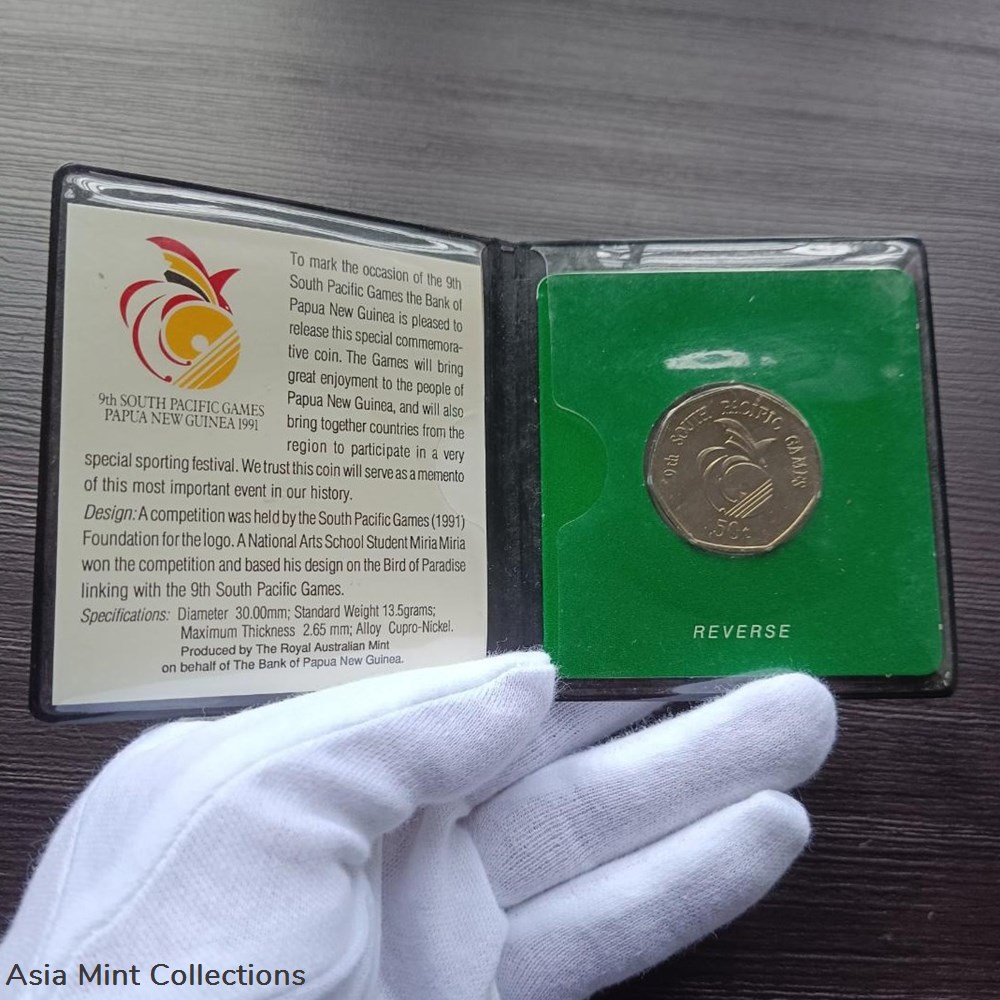 9th SOUTH PACIFIC GAMES
PAPUA NEW GUINEA 1991
To mark the occasion of the 9th
South Pacific Games the Bank of
Papua New Guinea is pleased to
release this special commemora-
tive coin. The Games will bring
great enjoyment to the people of
Papua New Guinea, and will also
bring together countries from the
region to participate in a very
special sporting festival. We trust this coin will serve as a memento
of this most important event in our history.
Design: A competition was held by the South Pacific Games (1991)
Foundation for the logo. A National Arts School Student Miria Miria
won the competition and based his design on the Bird of Paradise
linking with the 9th South Pacific Games.
Specifications: Diameter 30.00mm; Standard Weight 13.5grams;
Maximum Thickness 2.65 mm; Alloy Cupro-Nickel.
Produced by The Royal Australian Mint
on behalf of The Bank of Papua New Guinea.
9th SOUTH PACIFIC GAMES
50t
REVERSE
Asia Mint Collections